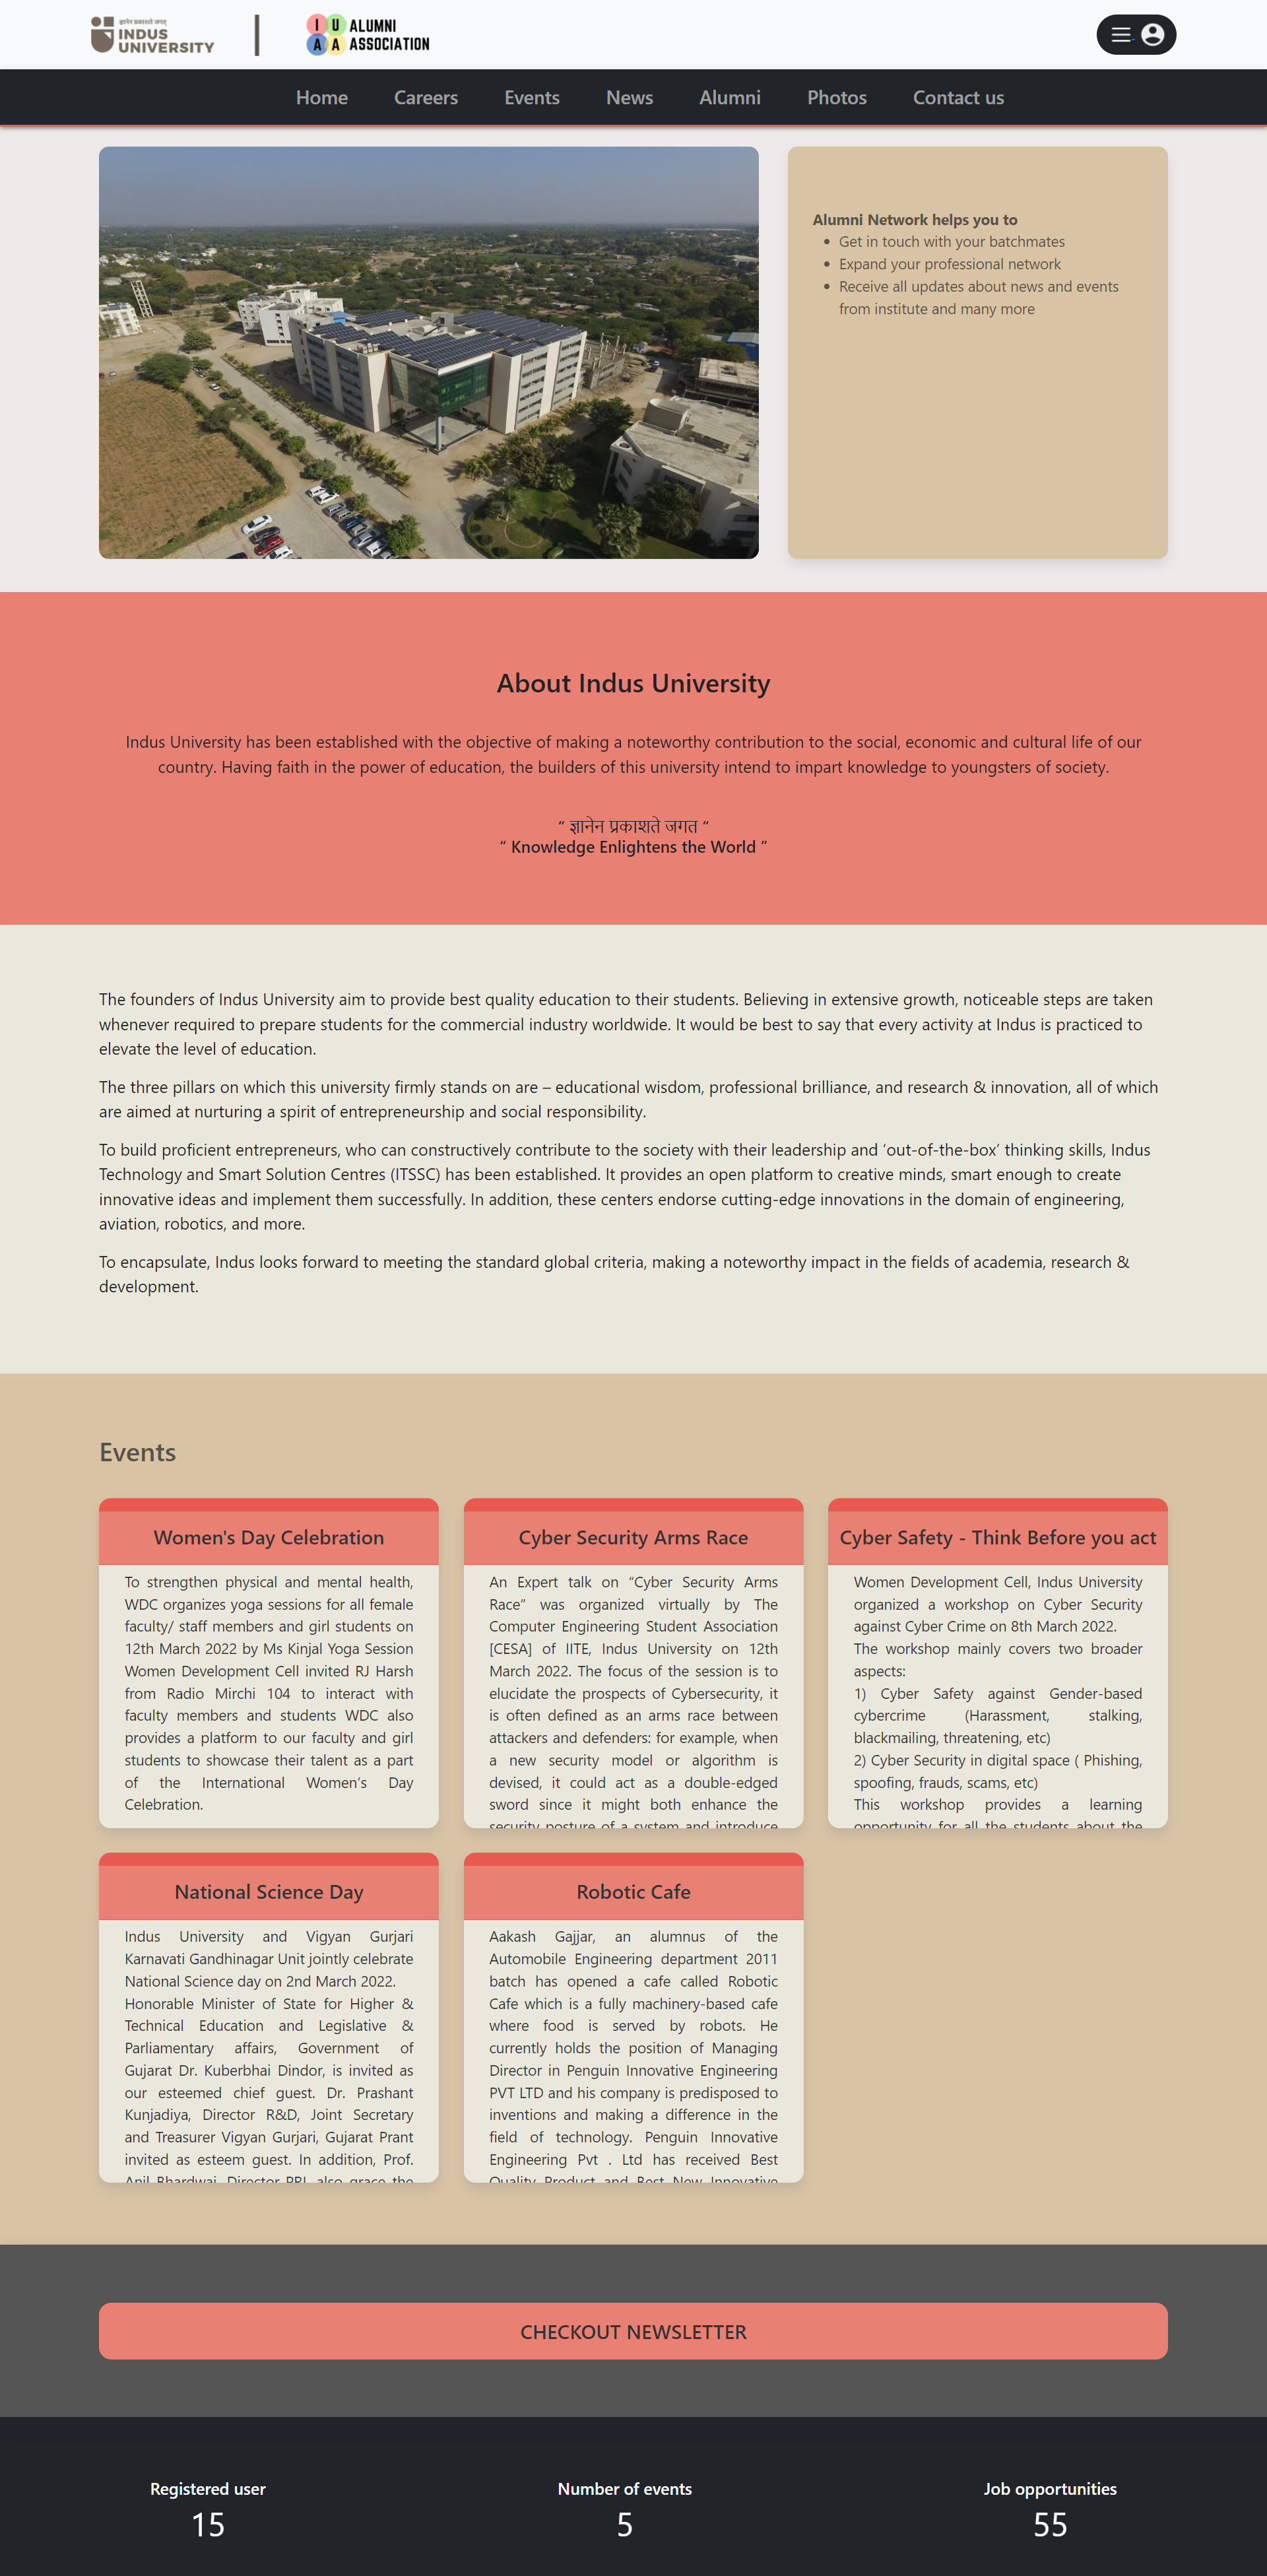 ज्ञानेन प्रकाशते जगत्
INDUS
UNIVERSITY
I U
A A
ALUMNI
ASSOCIATION
Home Careers Events News Alumni Photos Contact us
Alumni Network helps you to
Get in touch with your batchmates
Expand your professional network
Receive all updates about news and events
from institute and many more
About Indus University
Indus University has been established with the objective of making a noteworthy contribution to the social, economic and cultural life of our
country. Having faith in the power of education, the builders of this university intend to impart knowledge to youngsters of society.
“ ज्ञानेन प्रकाशते जगत “
“ Knowledge Enlightens the World ”
The founders of Indus University aim to provide best quality education to their students. Believing in extensive growth, noticeable steps are taken
whenever required to prepare students for the commercial industry worldwide. It would be best to say that every activity at Indus is practiced to
elevate the level of education.
The three pillars on which this university firmly stands on are – educational wisdom, professional brilliance, and research & innovation, all of which
are aimed at nurturing a spirit of entrepreneurship and social responsibility.
To build proficient entrepreneurs, who can constructively contribute to the society with their leadership and ‘out-of-the-box’ thinking skills, Indus
Technology and Smart Solution Centres (ITSSC) has been established. It provides an open platform to creative minds, smart enough to create
innovative ideas and implement them successfully. In addition, these centers endorse cutting-edge innovations in the domain of engineering,
aviation, robotics, and more.
To encapsulate, Indus looks forward to meeting the standard global criteria, making a noteworthy impact in the fields of academia, research &
development.
Events
Women's Day Celebration
To strengthen physical and mental health,
WDC organizes yoga sessions for all female
faculty/ staff members and girl students on
12th March 2022 by Ms Kinjal Yoga Session
Women Development Cell invited RJ Harsh
from Radio Mirchi 104 to interact with
faculty members and students WDC also
provides a platform to our faculty and girl
students to showcase their talent as a part
of the International Women’s Day
Celebration.
Cyber Security Arms Race
An Expert talk on “Cyber Security Arms
Race” was organized virtually by The
Computer Engineering Student Association
[CESA] of IITE, Indus University on 12th
March 2022. The focus of the session is to
elucidate the prospects of Cybersecurity, it
is often defined as an arms race between
attackers and defenders: for example, when
a new security model or algorithm is
devised, it could act as a double-edged
sword since it might both enhance the
security posture of a system and introduce
Cyber Safety - Think Before you act
Women Development Cell, Indus University
organized a workshop on Cyber Security
against Cyber Crime on 8th March 2022.
The workshop mainly covers two broader
aspects:
1) Cyber Safety against Gender-based
cybercrime (Harassment, stalking,
blackmailing, threatening, etc)
2) Cyber Security in digital space ( Phishing,
spoofing, frauds, scams, etc)
This workshop provides a learning
opportunity for all the students about the
National Science Day
Indus University and Vigyan Gurjari
Karnavati Gandhinagar Unit jointly celebrate
National Science day on 2nd March 2022.
Honorable Minister of State for Higher &
Technical Education and Legislative &
Parliamentary affairs, Government of
Gujarat Dr. Kuberbhai Dindor, is invited as
our esteemed chief guest. Dr. Prashant
Kunjadiya, Director R&D, Joint Secretary
and Treasurer Vigyan Gurjari, Gujarat Prant
invited as esteem guest. In addition, Prof.
Anil Bhardwaj, Director PRL also grace the
Robotic Cafe
Aakash Gajjar, an alumnus of the
Automobile Engineering department 2011
batch has opened a cafe called Robotic
Cafe which is a fully machinery-based cafe
where food is served by robots. He
currently holds the position of Managing
Director in Penguin Innovative Engineering
PVT LTD and his company is predisposed to
inventions and making a difference in the
field of technology. Penguin Innovative
Engineering Pvt . Ltd has received Best
Quality Product and Best New Innovative
CHECKOUT NEWSLETTER
Registered user Number of events Job opportunities
15 5 55